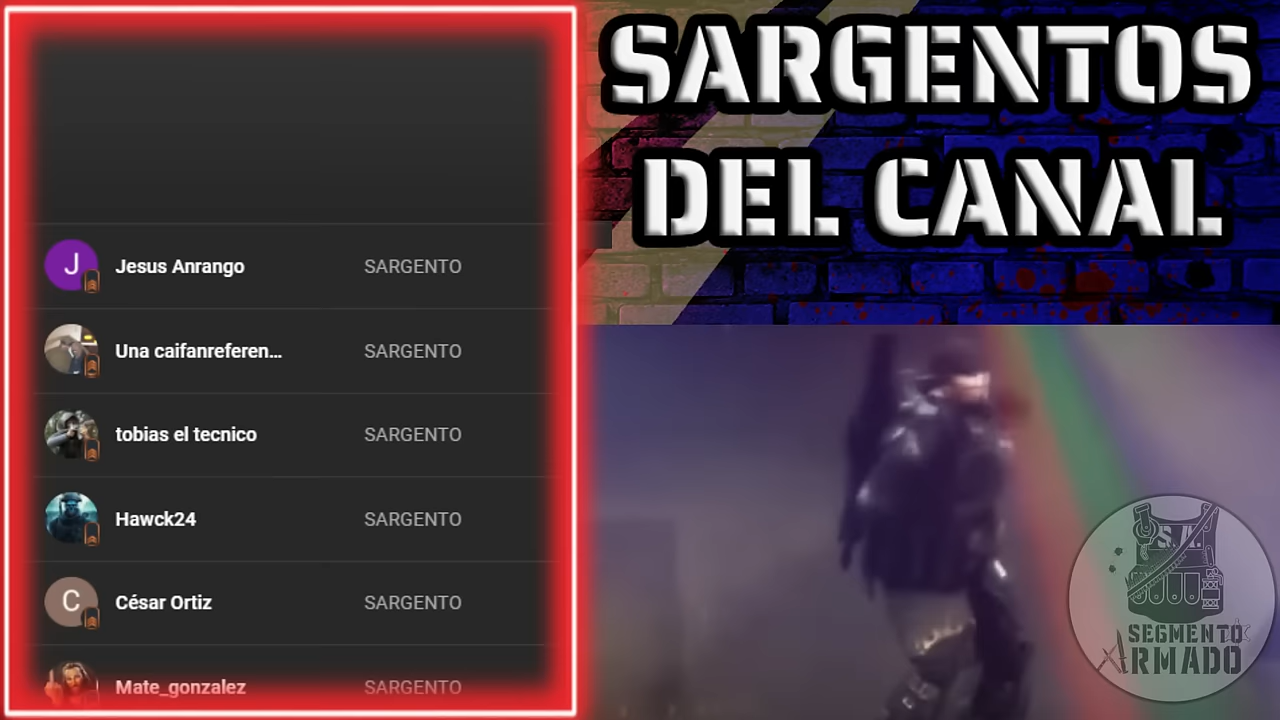 SARGENTOS
DEL CANAL
J
Jesus Anrango SARGENTO
Una caifanreferen... SARGENTO
tobias el tecnico SARGENTO
Hawck24 SARGENTO
C
César Ortiz SARGENTO
Mate_gonzalez SARGENTO
S.A.
SEGMENTO
ARMADO